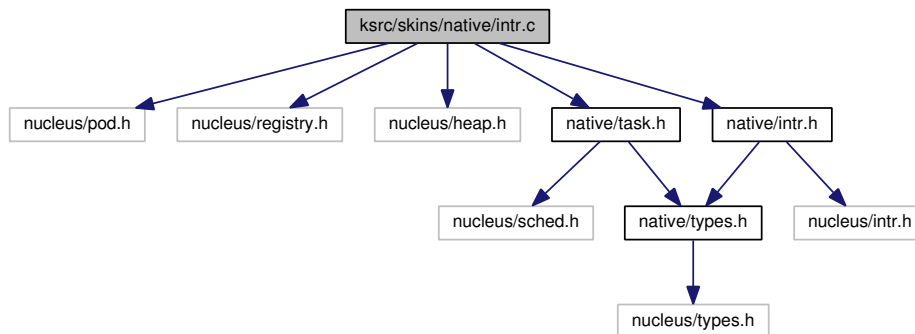 ksrc/skins/native/intr.c
nucleus/pod.h
nucleus/registry.h
nucleus/heap.h
native/task.h
native/intr.h
nucleus/sched.h
native/types.h
nucleus/intr.h
nucleus/types.h